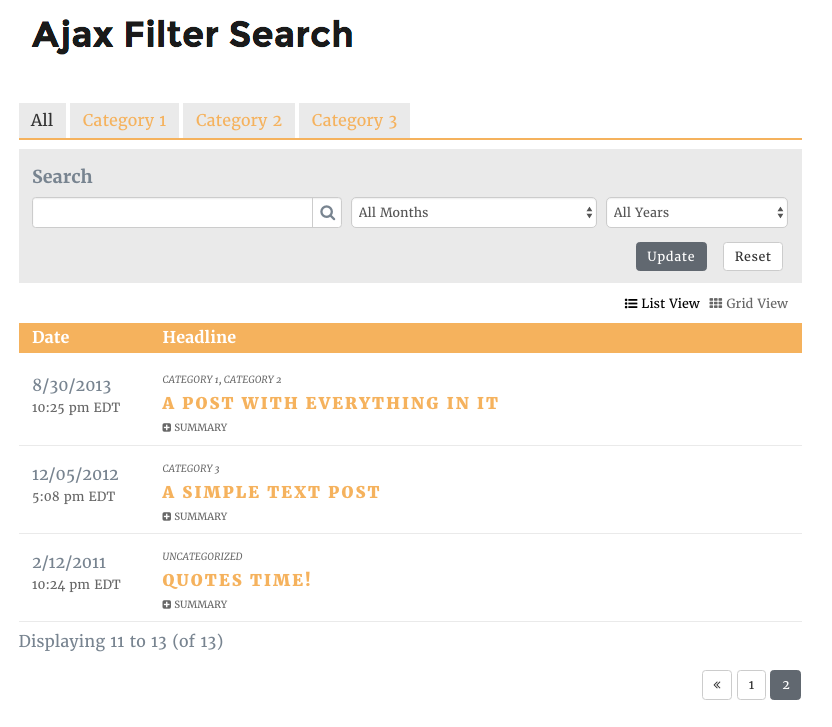 Ajax Filter Search
All Category 1 Category 2 Category 3
Search
All Months All Years
Update Reset
List View Grid View
Date Headline
8/30/2013
10:25 pm EDT
CATEGORY 1, CATEGORY 2
A POST WITH EVERYTHING IN IT
SUMMARY
12/05/2012
5:08 pm EDT
CATEGORY 3
A SIMPLE TEXT POST
SUMMARY
2/12/2011
10:24 pm EDT
UNCATEGORIZED
QUOTES TIME!
SUMMARY
Displaying 11 to 13 (of 13)
« 1 2